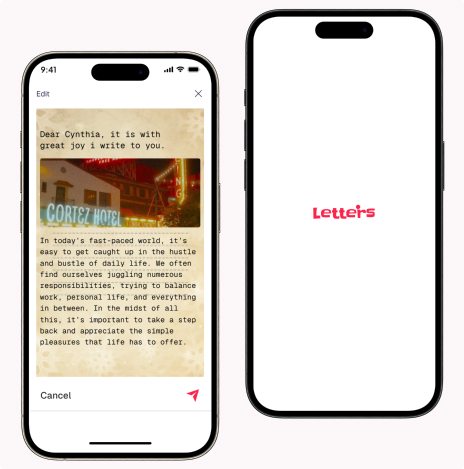 9:41
Edit
Dear Cynthia, it is with
great joy i write to you.
CORTEZ HOTEL
In today's fast-paced world, it's
easy to get caught up in the hustle
and bustle of daily life. We often
find ourselves juggling numerous
responsibilities, trying to balance
work, personal life, and everything
in between. In the midst of all
this, it's important to take a step
back and appreciate the simple
pleasures that life has to offer.
Cancel
Letters